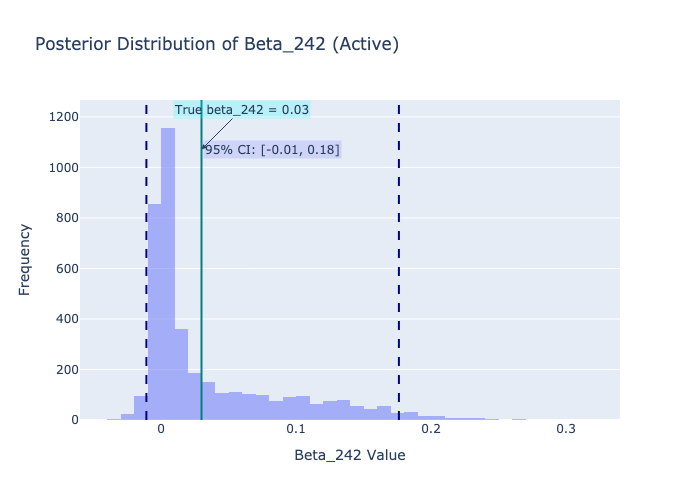 Posterior Distribution of Beta_242 (Active)
True beta_242 = 0.03
95% CI: [-0.01, 0.18]
1200
1000
800
600
400
200
0
Frequency
0
0.1
0.2
0.3
Beta_242 Value